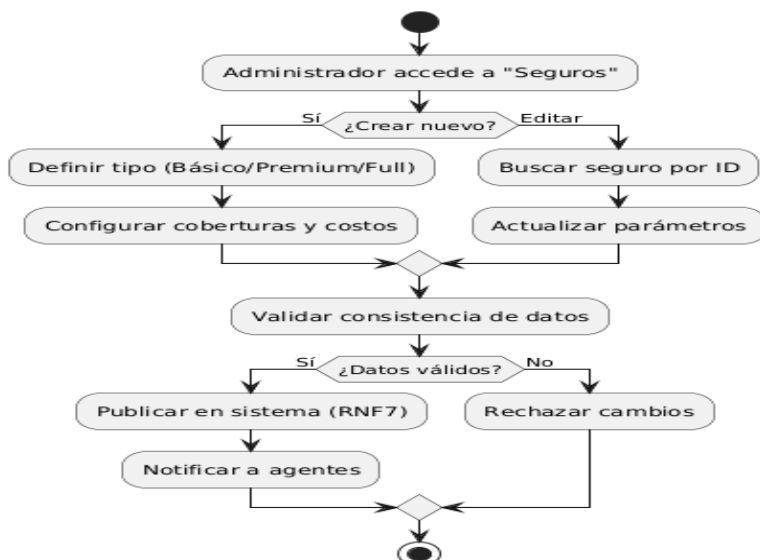 Administrador accede a "Seguros"
Sí
¿Crear nuevo?
Editar
Definir tipo (Básico/Premium/Full)
Buscar seguro por ID
Configurar coberturas y costos
Actualizar parámetros
Validar consistencia de datos
Sí
¿Datos válidos?
No
Publicar en sistema (RNF7)
Rechazar cambios
Notificar a agentes